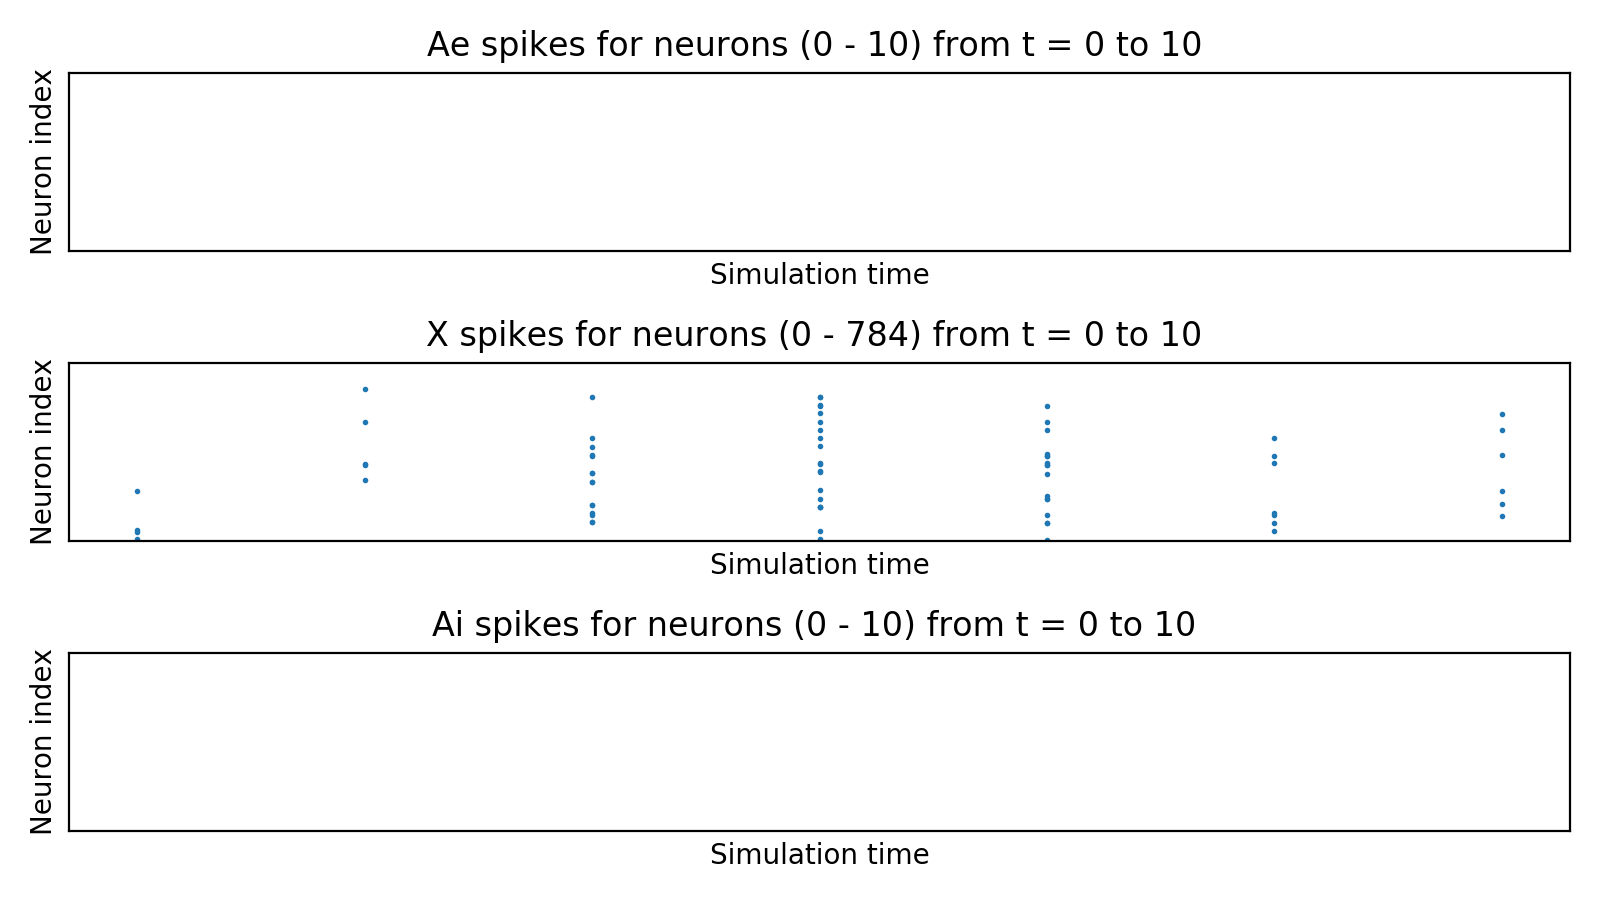 Ae spikes for neurons (0 - 10) from t = 0 to 10
Neuron index
Simulation time
X spikes for neurons (0 - 784) from t = 0 to 10
Neuron index
Simulation time
Ai spikes for neurons (0 - 10) from t = 0 to 10
Neuron index
Simulation time